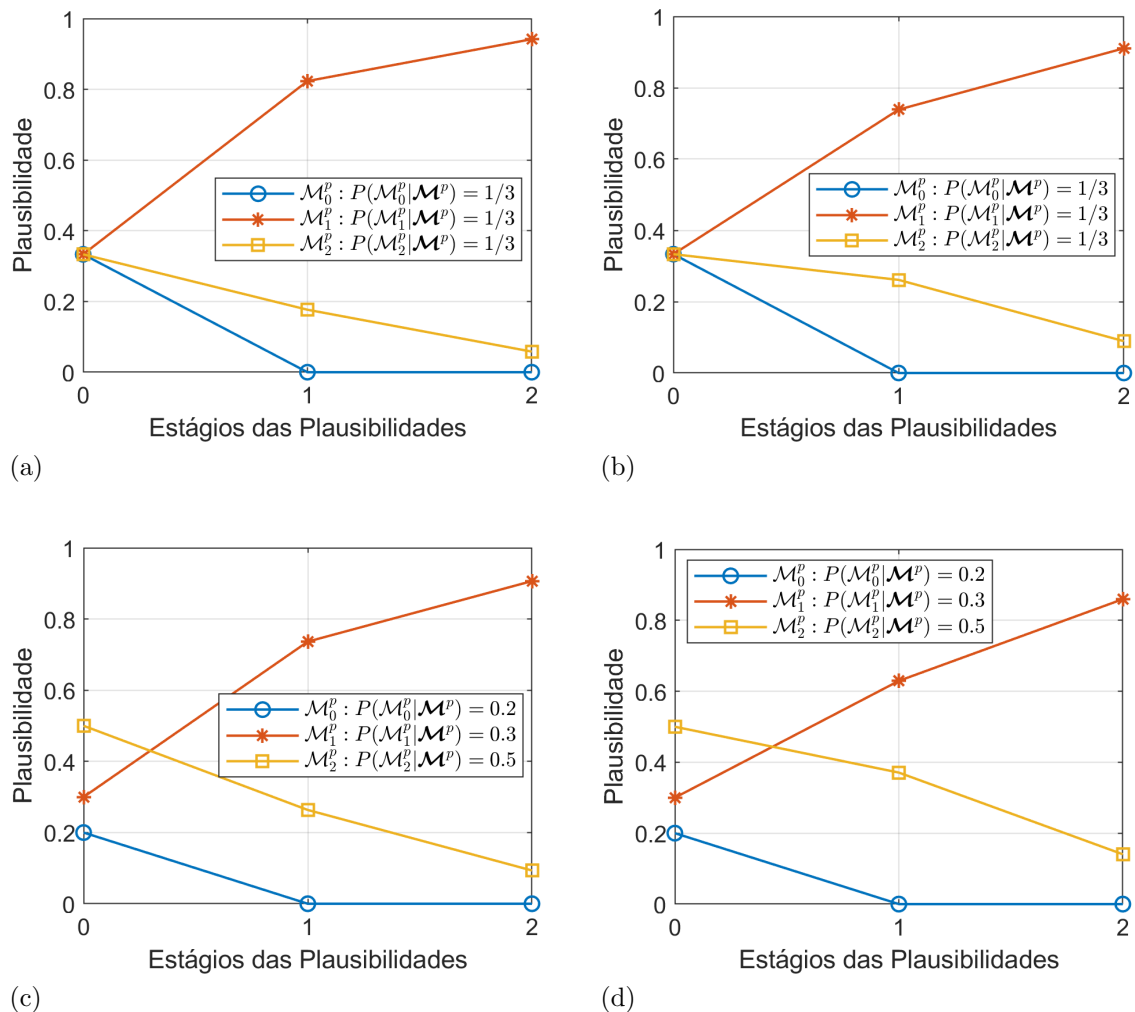 1
0.8
0.6
0.4
0.2
0
Plausibilidade
0 1 2
Estágios das Plausibilidades
$\mathcal{M}_0^p : P(\mathcal{M}_0^p|\boldsymbol{\mathcal{M}}^p) = 1/3$
$\mathcal{M}_1^p : P(\mathcal{M}_1^p|\boldsymbol{\mathcal{M}}^p) = 1/3$
$\mathcal{M}_2^p : P(\mathcal{M}_2^p|\boldsymbol{\mathcal{M}}^p) = 1/3$
(a)
1
0.8
0.6
0.4
0.2
0
Plausibilidade
0 1 2
Estágios das Plausibilidades
$\mathcal{M}_0^p : P(\mathcal{M}_0^p|\boldsymbol{\mathcal{M}}^p) = 1/3$
$\mathcal{M}_1^p : P(\mathcal{M}_1^p|\boldsymbol{\mathcal{M}}^p) = 1/3$
$\mathcal{M}_2^p : P(\mathcal{M}_2^p|\boldsymbol{\mathcal{M}}^p) = 1/3$
(b)
1
0.8
0.6
0.4
0.2
0
Plausibilidade
0 1 2
Estágios das Plausibilidades
$\mathcal{M}_0^p : P(\mathcal{M}_0^p|\boldsymbol{\mathcal{M}}^p) = 0.2$
$\mathcal{M}_1^p : P(\mathcal{M}_1^p|\boldsymbol{\mathcal{M}}^p) = 0.3$
$\mathcal{M}_2^p : P(\mathcal{M}_2^p|\boldsymbol{\mathcal{M}}^p) = 0.5$
(c)
1
0.8
0.6
0.4
0.2
0
Plausibilidade
0 1 2
Estágios das Plausibilidades
$\mathcal{M}_0^p : P(\mathcal{M}_0^p|\boldsymbol{\mathcal{M}}^p) = 0.2$
$\mathcal{M}_1^p : P(\mathcal{M}_1^p|\boldsymbol{\mathcal{M}}^p) = 0.3$
$\mathcal{M}_2^p : P(\mathcal{M}_2^p|\boldsymbol{\mathcal{M}}^p) = 0.5$
(d)